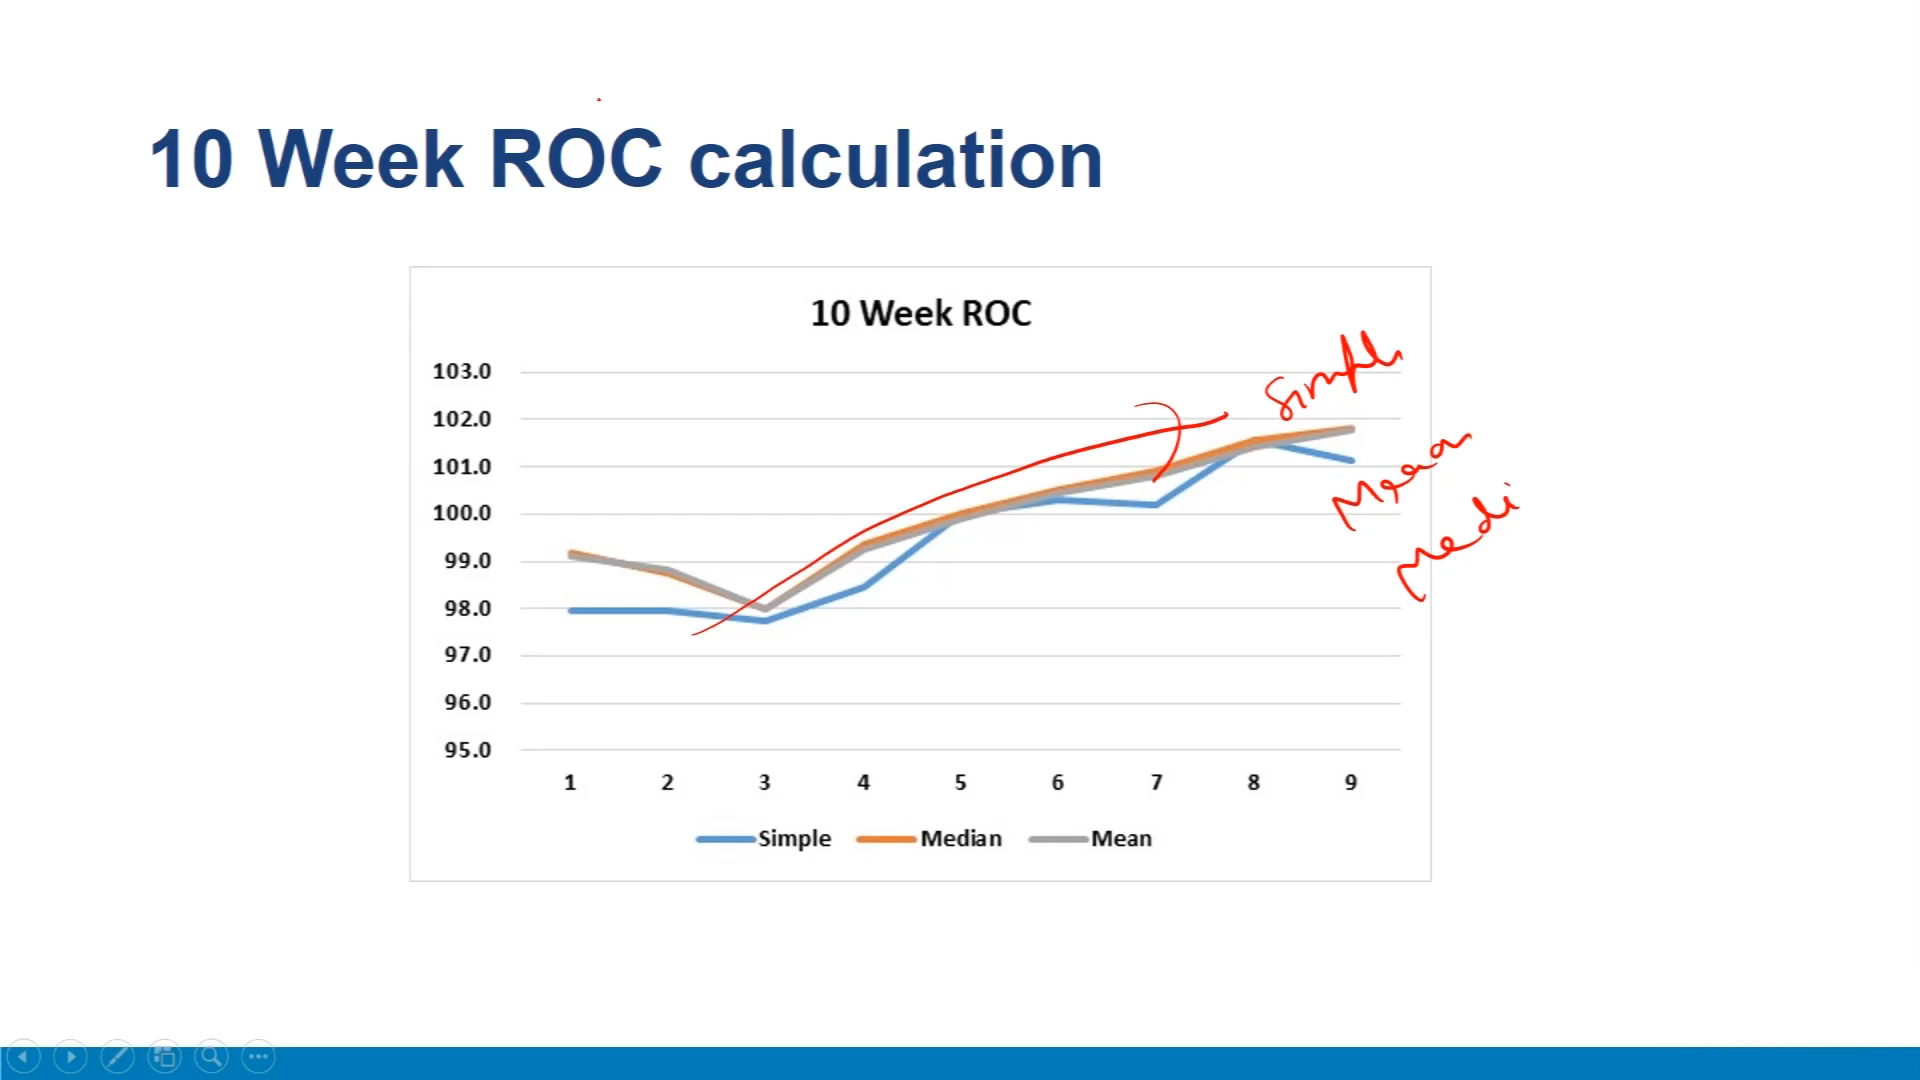 10 Week ROC calculation
10 Week ROC
103.0
102.0
101.0
100.0
99.0
98.0
97.0
96.0
95.0
1 2 3 4 5 6 7 8 9
Simple Median Mean
Simple
Mean
Medi